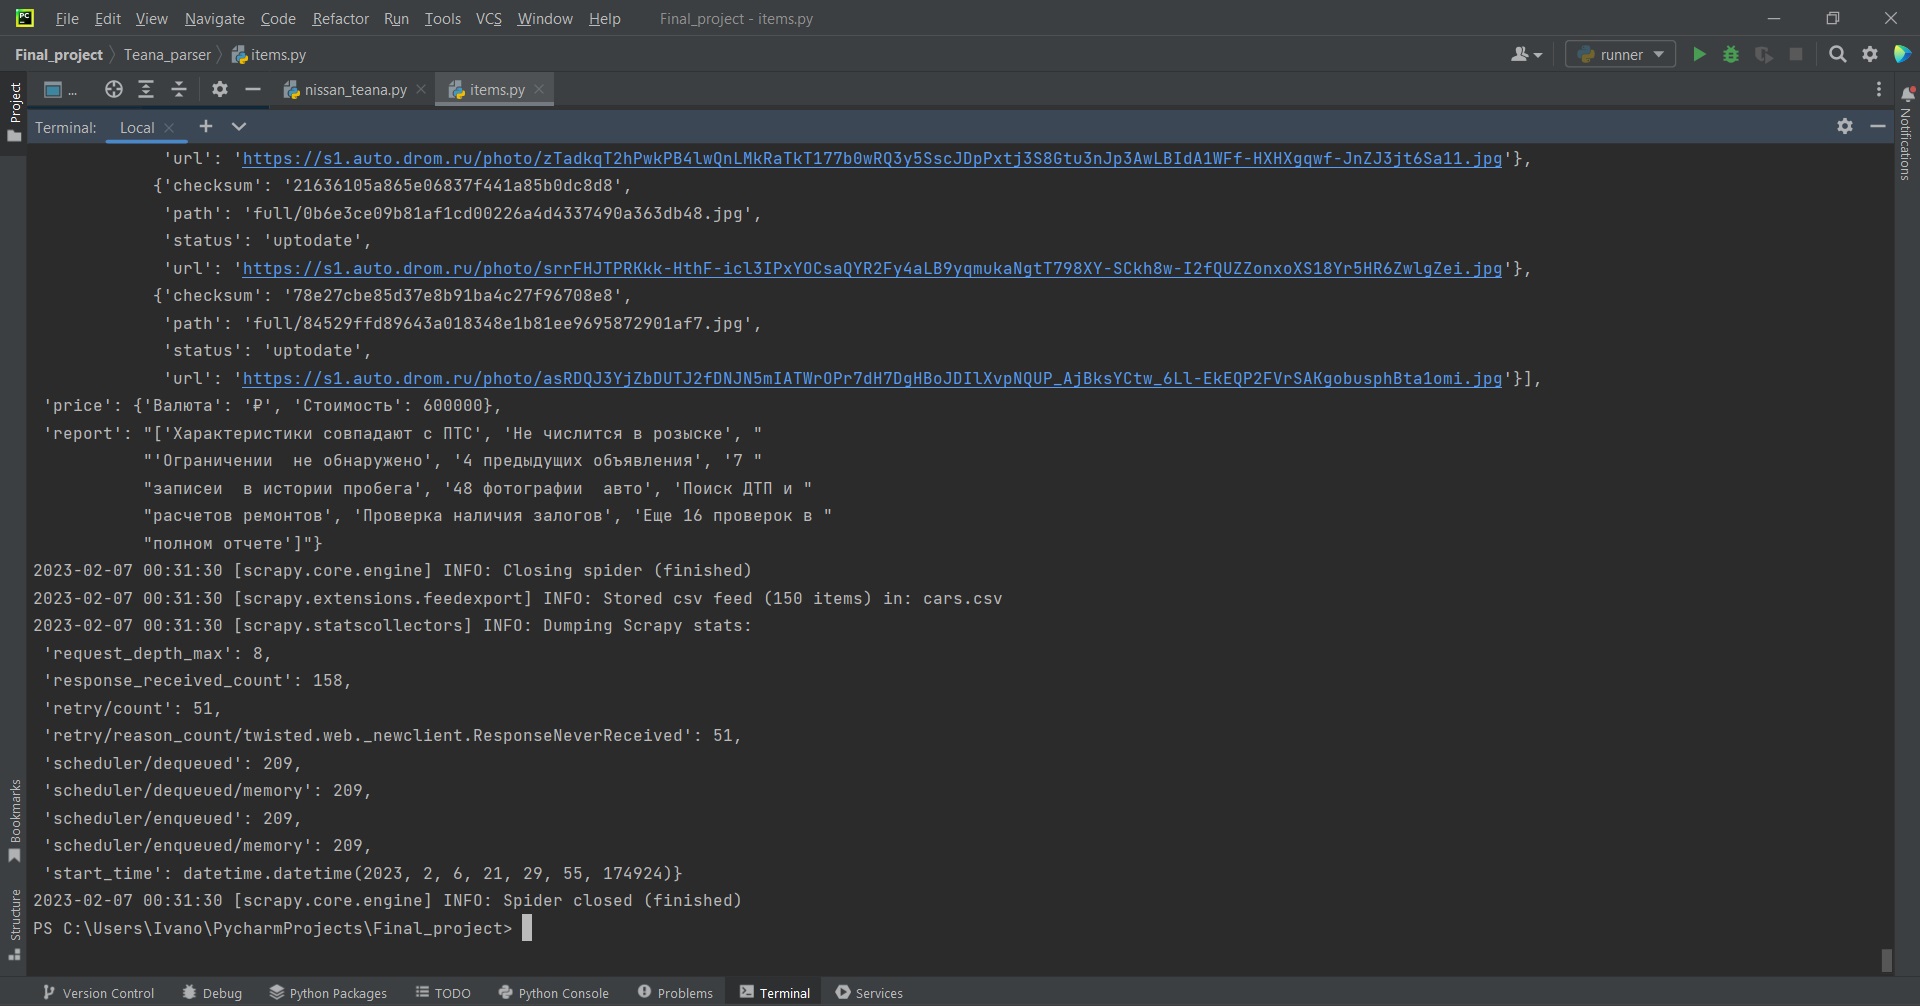 File Edit View Navigate Code Refactor Run Tools VCS Window Help Final_project - items.py
Final_project Teana_parser items.py runner
Project ... nissan_teana.py items.py
Notifications
Terminal: Local
'url': 'https://s1.auto.drom.ru/photo/zTadkqT2hPwkPB4lwQnLMkRaTkT177b0wRQ3y5SscJDpPxtj3S8Gtu3nJp3AwLBIdA1WFf-HXHXgqwf-JnZJ3jt6Sa11.jpg'},
{'checksum': '21636105a865e06837f441a85b0dc8d8',
'path': 'full/0b6e3ce09b81af1cd00226a4d4337490a363db48.jpg',
'status': 'uptodate',
'url': 'https://s1.auto.drom.ru/photo/srrFHJTPRKkk-HthF-icl3IPxYOCsaQYR2Fy4aLB9yqmukaNgtT798XY-SCkh8w-I2fQUZZonxoXS18Yr5HR6ZwlgZei.jpg'},
{'checksum': '78e27cbe85d37e8b91ba4c27f96708e8',
'path': 'full/84529ffd89643a018348e1b81ee9695872901af7.jpg',
'status': 'uptodate',
'url': 'https://s1.auto.drom.ru/photo/asRDQJ3YjZbDUTJ2fDNJN5mIATWrOPr7dH7DgHBoJDIlXvpNQUP_AjBksYCtw_6Ll-EkEQP2FVrSAKgobusphBta1omi.jpg'}],
'price': {'Валюта': '₽', 'Стоимость': 600000},
'report': "['Характеристики совпадают с ПТС', 'Не числится в розыске', "
"'Ограничении  не обнаружено', '4 предыдущих объявления', '7 "
"записеи  в истории пробега', '48 фотографии  авто', 'Поиск ДТП и "
"расчетов ремонтов', 'Проверка наличия залогов', 'Еще 16 проверок в "
"полном отчете']"}
2023-02-07 00:31:30 [scrapy.core.engine] INFO: Closing spider (finished)
2023-02-07 00:31:30 [scrapy.extensions.feedexport] INFO: Stored csv feed (150 items) in: cars.csv
2023-02-07 00:31:30 [scrapy.statscollectors] INFO: Dumping Scrapy stats:
'request_depth_max': 8,
'response_received_count': 158,
'retry/count': 51,
'retry/reason_count/twisted.web._newclient.ResponseNeverReceived': 51,
'scheduler/dequeued': 209,
'scheduler/dequeued/memory': 209,
'scheduler/enqueued': 209,
'scheduler/enqueued/memory': 209,
'start_time': datetime.datetime(2023, 2, 6, 21, 29, 55, 174924)}
2023-02-07 00:31:30 [scrapy.core.engine] INFO: Spider closed (finished)
PS C:\Users\Ivano\PycharmProjects\Final_project>
Bookmarks
Structure
Version Control Debug Python Packages TODO Python Console Problems Terminal Services